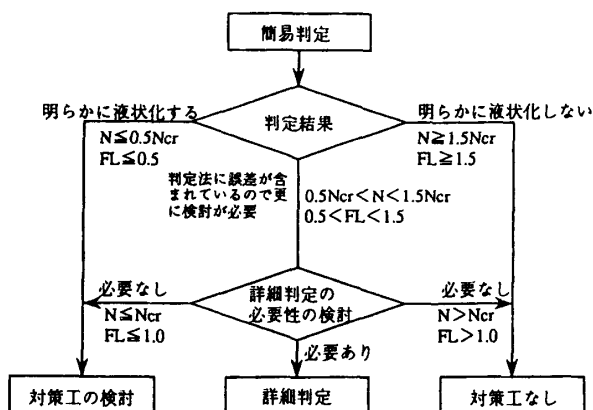 簡易判定
明らかに液状化する
N≦0.5Ncr
FL≦0.5
判定結果
明らかに液状化しない
N≧1.5Ncr
FL≧1.5
判定法に誤差が含
まれているので更
に検討が必要
0.5Ncr<N<1.5Ncr
0.5<FL<1.5
必要なし
N≦Ncr
FL≦1.0
詳細判定の
必要性の検討
必要なし
N>Ncr
FL>1.0
必要あり
対策工の検討
詳細判定
対策工なし